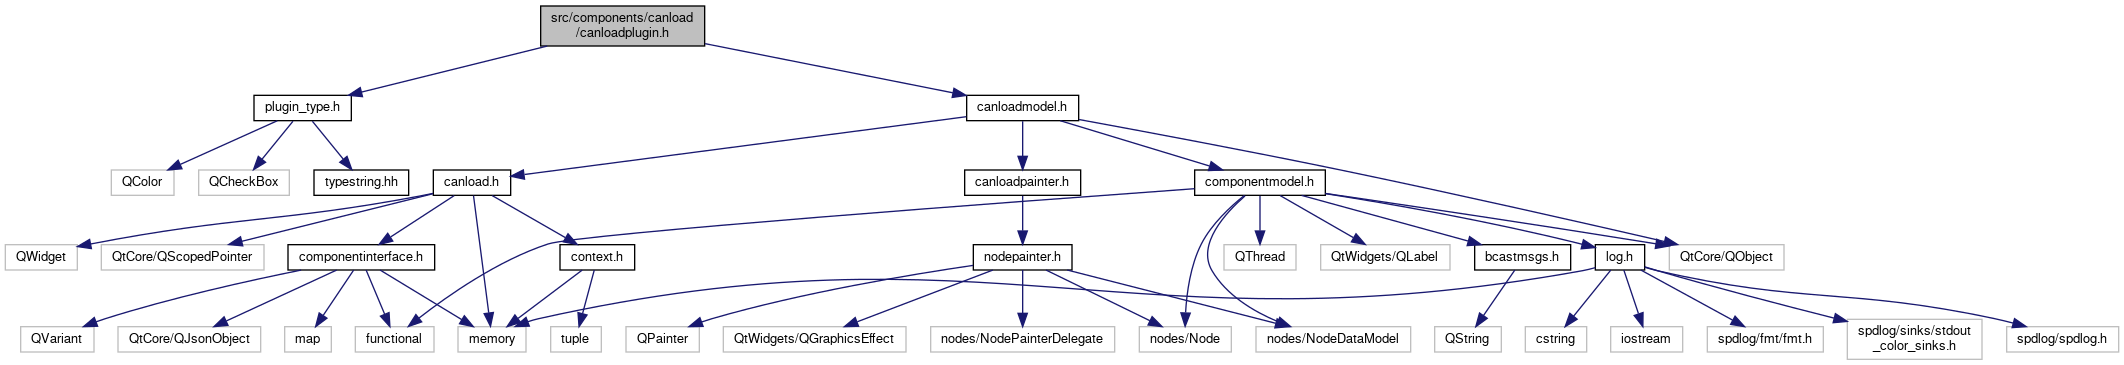 src/components/canload
/canloadplugin.h
plugin_type.h
canloadmodel.h
QColor
QCheckBox
typestring.hh
canload.h
canloadpainter.h
componentmodel.h
QWidget
QtCore/QScopedPointer
componentinterface.h
context.h
nodepainter.h
QThread
QtWidgets/QLabel
bcastmsgs.h
log.h
QtCore/QObject
QVariant
QtCore/QJsonObject
map
functional
memory
tuple
QPainter
QtWidgets/QGraphicsEffect
nodes/NodePainterDelegate
nodes/Node
nodes/NodeDataModel
QString
cstring
iostream
spdlog/fmt/fmt.h
spdlog/sinks/stdout
_color_sinks.h
spdlog/spdlog.h